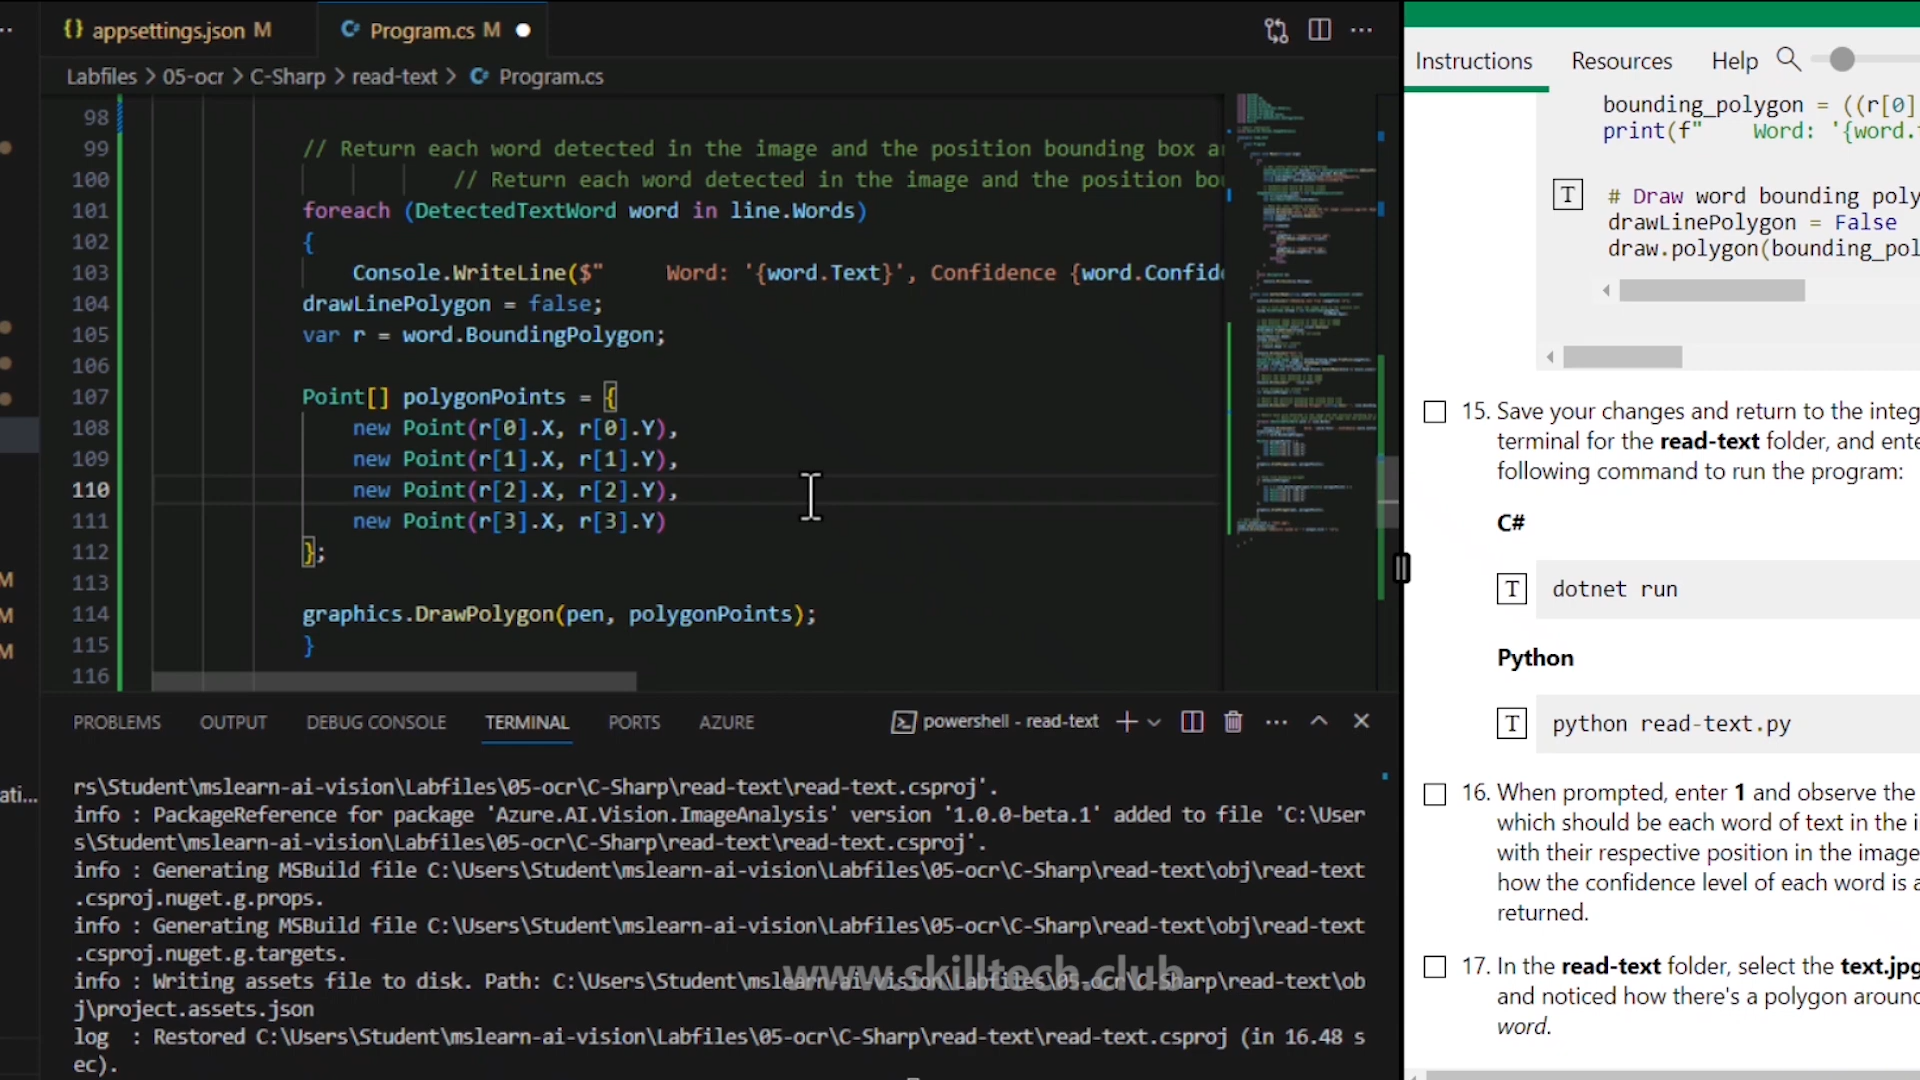 {} appsettings.json M
Program.cs M
Labfiles > 05-ocr > C-Sharp > read-text > Program.cs
98
99 // Return each word detected in the image and the position bounding box
100 // Return each word detected in the image and the position
101 foreach (DetectedTextWord word in line.Words)
102 {
103 Console.WriteLine($" Word: '{word.Text}', Confidence {word.Confid
104 drawLinePolygon = false;
105 var r = word.BoundingPolygon;
106
107 Point[] polygonPoints = {
108 new Point(r[0].X, r[0].Y),
109 new Point(r[1].X, r[1].Y),
110 new Point(r[2].X, r[2].Y),
111 new Point(r[3].X, r[3].Y)
112 };
113
114 graphics.DrawPolygon(pen, polygonPoints);
115 }
116
M
M
M
ati...
PROBLEMS OUTPUT DEBUG CONSOLE TERMINAL PORTS AZURE powershell - read-text
rs\Student\mslearn-ai-vision\Labfiles\05-ocr\C-Sharp\read-text\read-text.csproj'.
info : PackageReference for package 'Azure.AI.Vision.ImageAnalysis' version '1.0.0-beta.1' added to file 'C:\User
s\Student\mslearn-ai-vision\Labfiles\05-ocr\C-Sharp\read-text\read-text.csproj'.
info : Generating MSBuild file C:\Users\Student\mslearn-ai-vision\Labfiles\05-ocr\C-Sharp\read-text\obj\read-text
.csproj.nuget.g.props.
info : Generating MSBuild file C:\Users\Student\mslearn-ai-vision\Labfiles\05-ocr\C-Sharp\read-text\obj\read-text
.csproj.nuget.g.targets.
info : Writing assets file to disk. Path: C:\Users\Student\mslearn-ai-vision\Labfiles\05-ocr\C-Sharp\read-text\ob
j\project.assets.json
log : Restored C:\Users\Student\mslearn-ai-vision\Labfiles\05-ocr\C-Sharp\read-text\read-text.csproj (in 16.48 s
ec).
www.skilltech.club
Instructions Resources Help
bounding_polygon = ((r[0]
print(f" Word: '{word.
T # Draw word bounding poly
drawLinePolygon = False
draw.polygon(bounding_pol
15. Save your changes and return to the integ
terminal for the read-text folder, and ente
following command to run the program:
C#
T dotnet run
Python
T python read-text.py
16. When prompted, enter 1 and observe the
which should be each word of text in the i
with their respective position in the image
how the confidence level of each word is a
returned.
17. In the read-text folder, select the text.jpg
and noticed how there's a polygon around
word.